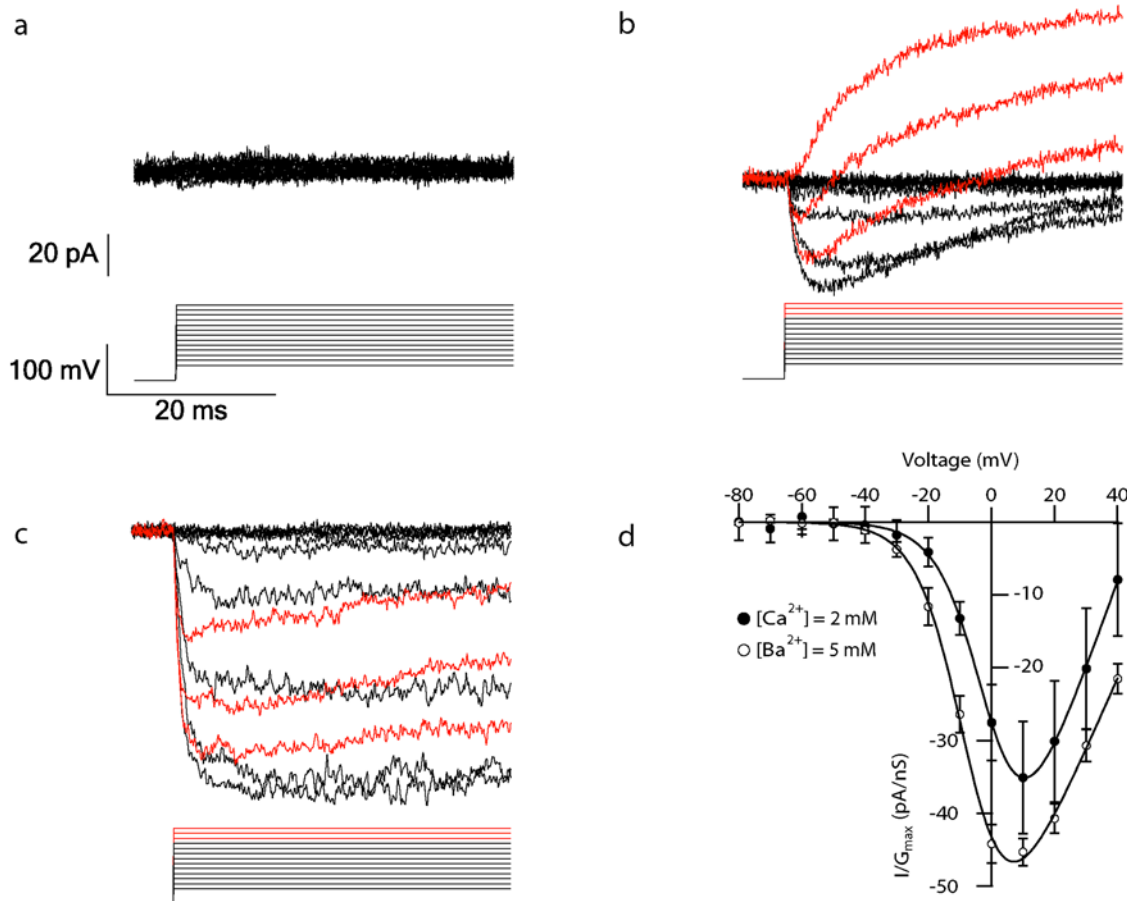 a
20 pA
100 mV
20 ms
b
c
d
Voltage (mV)
-80 -60 -40 -20 0 20 40
-10
-20
-30
-40
-50
[Ca²⁺] = 2 mM
[Ba²⁺] = 5 mM
I/Gₘₐₓ (pA/nS)